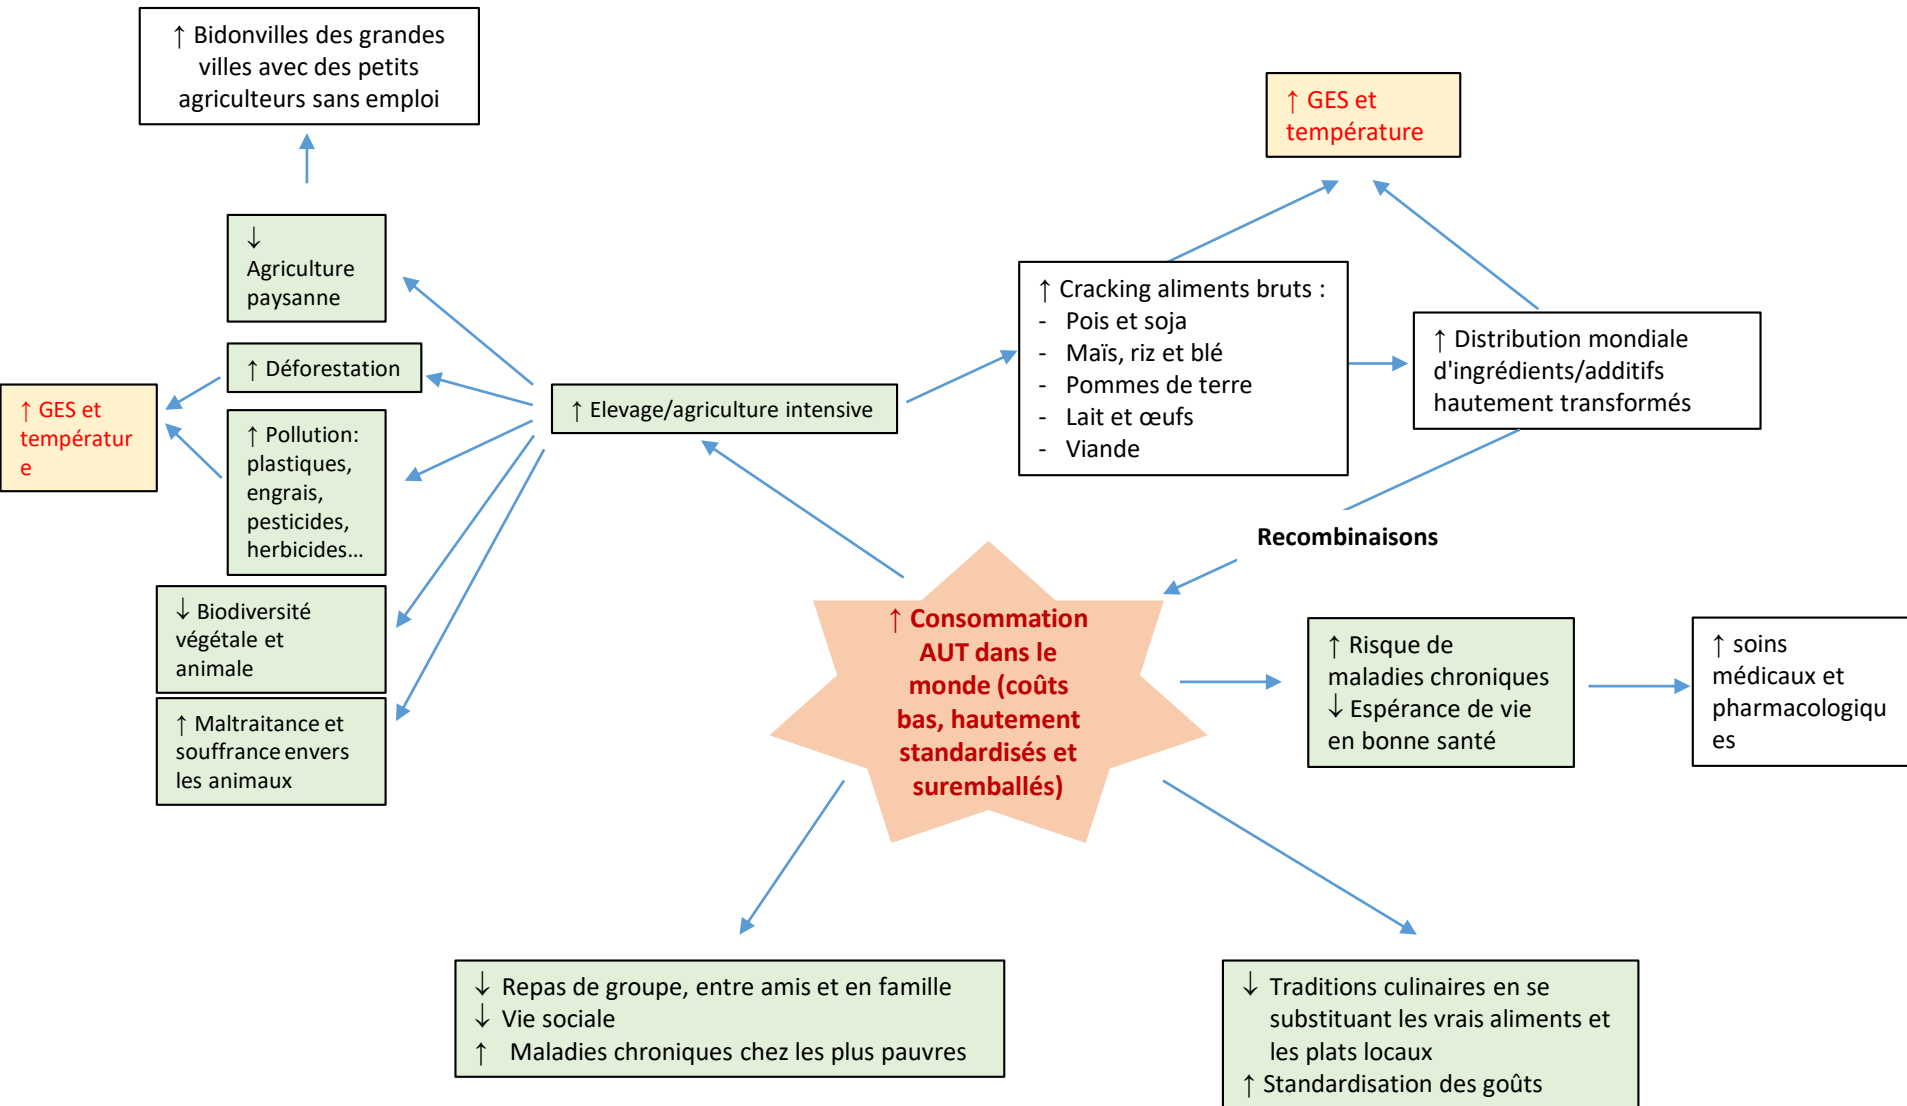 ↑ Bidonvilles des grandes
villes avec des petits
agriculteurs sans emploi
↑ GES et
température
↓
Agriculture
paysanne
↑ Déforestation
↑ GES et
températur
e
↑ Pollution:
plastiques,
engrais,
pesticides,
herbicides…
↓ Biodiversité
végétale et
animale
↑ Maltraitance et
souffrance envers
les animaux
↑ Elevage/agriculture intensive
↑ Cracking aliments bruts :
- Pois et soja
- Maïs, riz et blé
- Pommes de terre
- Lait et œufs
- Viande
↑ Distribution mondiale
d'ingrédients/additifs
hautement transformés
Recombinaisons
↑ Consommation
AUT dans le
monde (coûts
bas, hautement
standardisés et
suremballés)
↑ Risque de
maladies chroniques
↓ Espérance de vie
en bonne santé
↑ soins
médicaux et
pharmacologiqu
es
↓ Repas de groupe, entre amis et en famille
↓ Vie sociale
↑ Maladies chroniques chez les plus pauvres
↓ Traditions culinaires en se
substituant les vrais aliments et
les plats locaux
↑ Standardisation des goûts